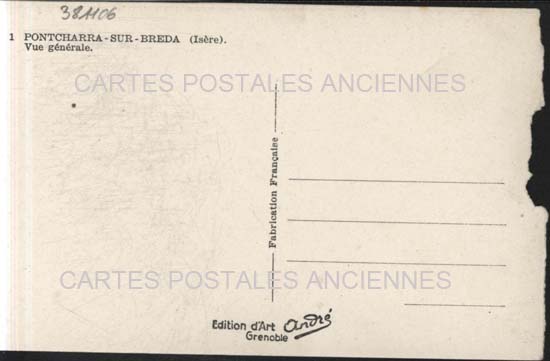 38A106
1 PONTCHARRA-SUR-BREDA (Isère).
Vue générale.
CARTES POSTALES ANCIENNES
Fabrication Française
CARTES POSTALES ANCIENNES
Edition d'Art André
Grenoble